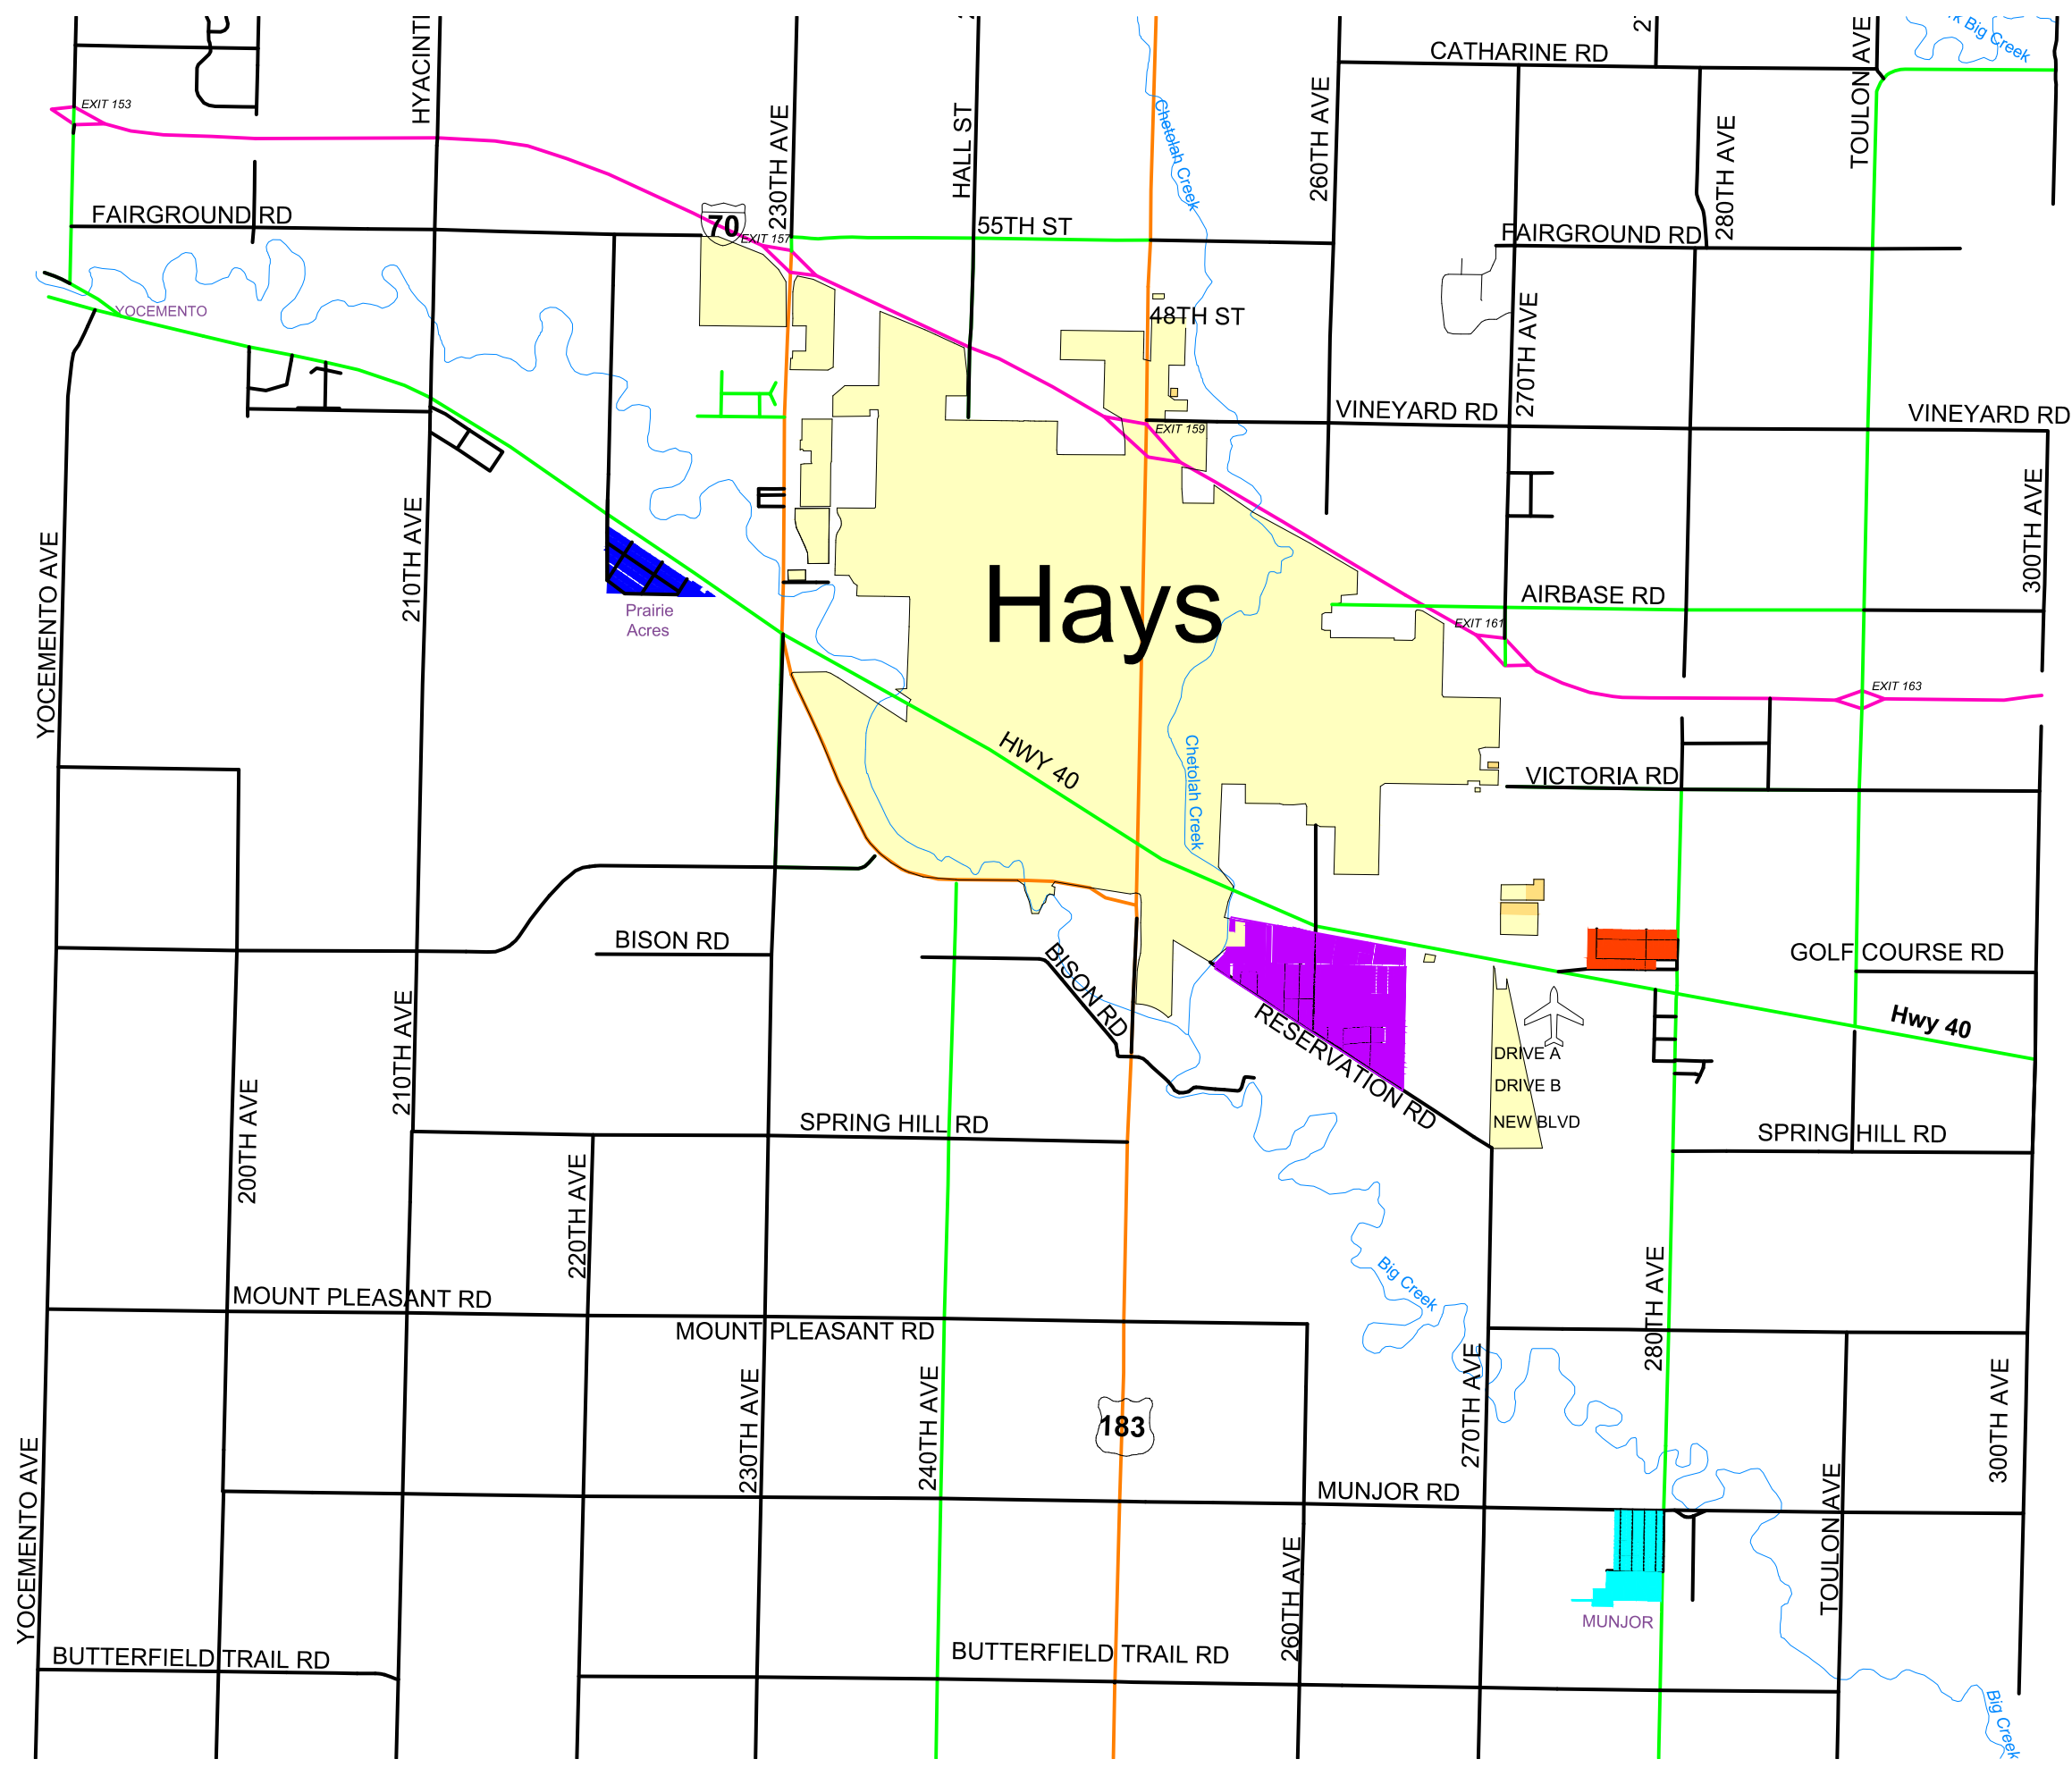 HYACINT
CATHARINE RD
TOULON AVE
k Big Creek
EXIT 153
230TH AVE
HALL ST
Chetolah Creek
260TH AVE
280TH AVE
FAIRGROUND RD
70
EXIT 157
55TH ST
FAIRGROUND RD
YOCEMENTO
48TH ST
270TH AVE
VINEYARD RD
VINEYARD RD
EXIT 159
YOCEMENTO AVE
210TH AVE
300TH AVE
Hays
Prairie
Acres
AIRBASE RD
EXIT 161
EXIT 163
HWY 40
Chetolah Creek
VICTORIA RD
BISON RD
BISON RD
GOLF COURSE RD
Hwy 40
RESERVATION RD
DRIVE A
DRIVE B
NEW BLVD
200TH AVE
210TH AVE
SPRING HILL RD
SPRING HILL RD
220TH AVE
Big Creek
280TH AVE
MOUNT PLEASANT RD
MOUNT PLEASANT RD
230TH AVE
240TH AVE
183
270TH AVE
300TH AVE
YOCEMENTO AVE
MUNJOR RD
TOULON AVE
260TH AVE
MUNJOR
BUTTERFIELD TRAIL RD
BUTTERFIELD TRAIL RD
Big Creek